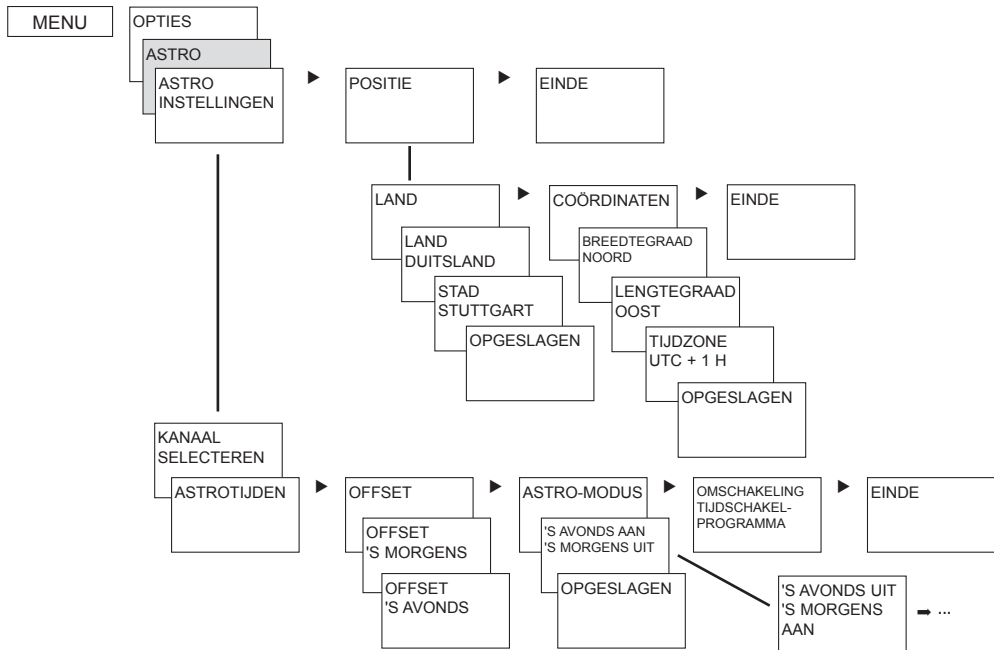 MENU
OPTIES
ASTRO
ASTRO
INSTELLINGEN
POSITIE
EINDE
LAND
LAND
DUITSLAND
STAD
STUTTGART
OPGESLAGEN
COÖRDINATEN
BREEDTEGRAAD
NOORD
LENGTEGRAAD
OOST
TIJDZONE
UTC + 1 H
OPGESLAGEN
EINDE
KANAAL
SELECTEREN
ASTROTIJDEN
OFFSET
OFFSET
'S MORGENS
OFFSET
'S AVONDS
ASTRO-MODUS
'S AVONDS AAN
'S MORGENS UIT
OPGESLAGEN
OMSCHAKELING
TIJDSCHAKEL-
PROGRAMMA
EINDE
'S AVONDS UIT
'S MORGENS
AAN
➡ ...